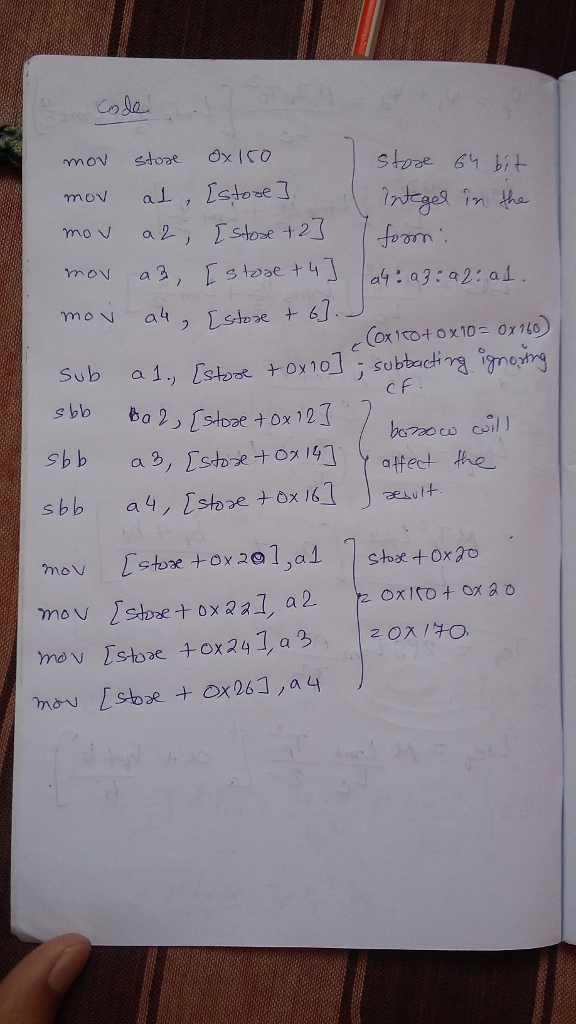 Code
mov store 0x150
mov a1, [store]
mov a2, [store+2]
mov a3, [store+4]
mov a4, [store + 6].
store 64 bit
integer in the
form:
a4:a3:a2:a1.
(0x150+0x10= 0x160)
sub a1., [store + 0x10] ; subtracting ignoring
CF.
sbb a2, [store+0x12]
sbb a3, [store+0x14]
sbb a4, [store + 0x16]
borrow will
affect the
result.
mov [store+0x20], a1
mov [store+0x22], a2
mov [store +0x24], a3
mov [store + 0x26], a4
store + 0x20
= 0x150 + 0x20
= 0x170.